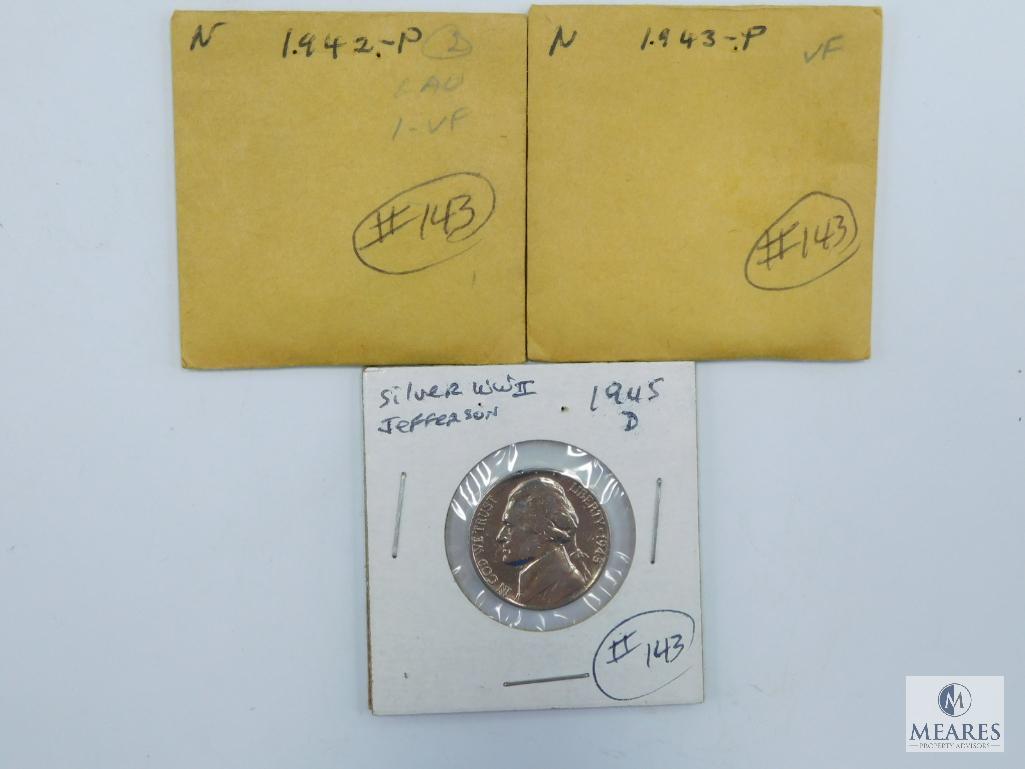 N 1942-P 2
AU
1-VF
#143
N 1943-P VF
#143
Silver WWII 1945
Jefferson D
IN GOD WE TRUST LIBERTY 1945
#143
M
MEARES
PROPERTY ADVISORS